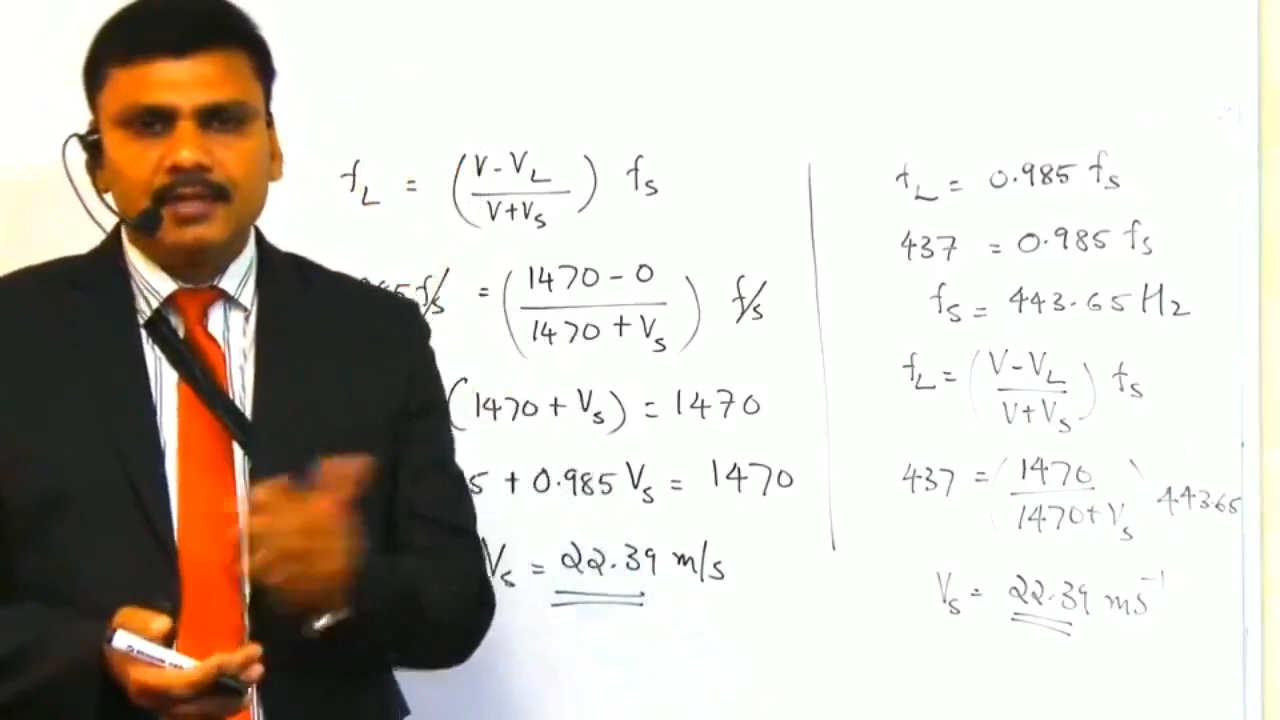 f_L = ((V - V_L) / (V + V_s)) f_s
f/s = ((1470 - 0) / (1470 + V_s)) f/s
(1470 + V_s) = 1470
5 + 0.985 V_s = 1470
V_s = 22.39 m/s
f_L = 0.985 f_s
437 = 0.985 f_s
f_s = 443.65 Hz
f_L = ((V - V_L) / (V + V_s)) f_s
437 = (1470 / (1470 + V_s)) 443.65
V_s = 22.39 ms^-1